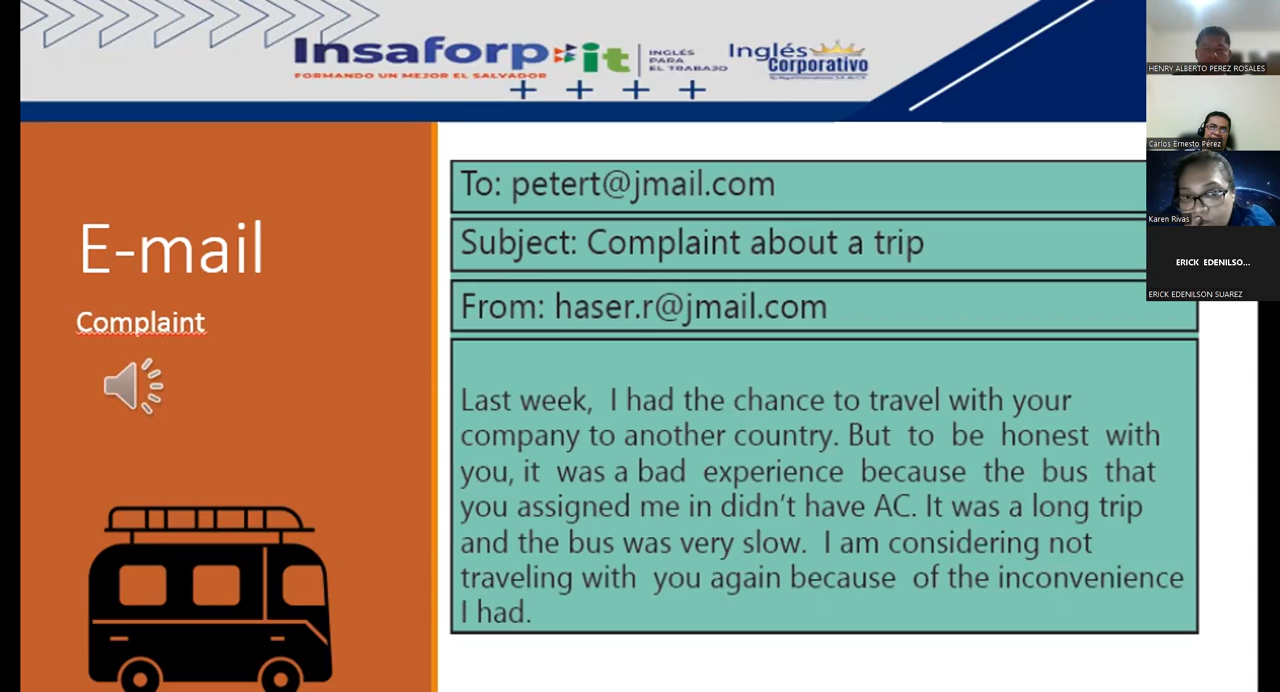 Insaforp it
INGLÉS
PARA
EL TRABAJO
FORMANDO UN MEJOR EL SALVADOR
Inglés
Corporativo
HENRY ALBERTO PEREZ ROSALES
Carlos Ernesto Pérez
Karen Rivas
ERICK EDENILSO...
ERICK EDENILSON SUAREZ
E-mail
Complaint
To: petert@jmail.com
Subject: Complaint about a trip
From: haser.r@jmail.com
Last week, I had the chance to travel with your
company to another country. But to be honest with
you, it was a bad experience because the bus that
you assigned me in didn't have AC. It was a long trip
and the bus was very slow. I am considering not
traveling with you again because of the inconvenience
I had.